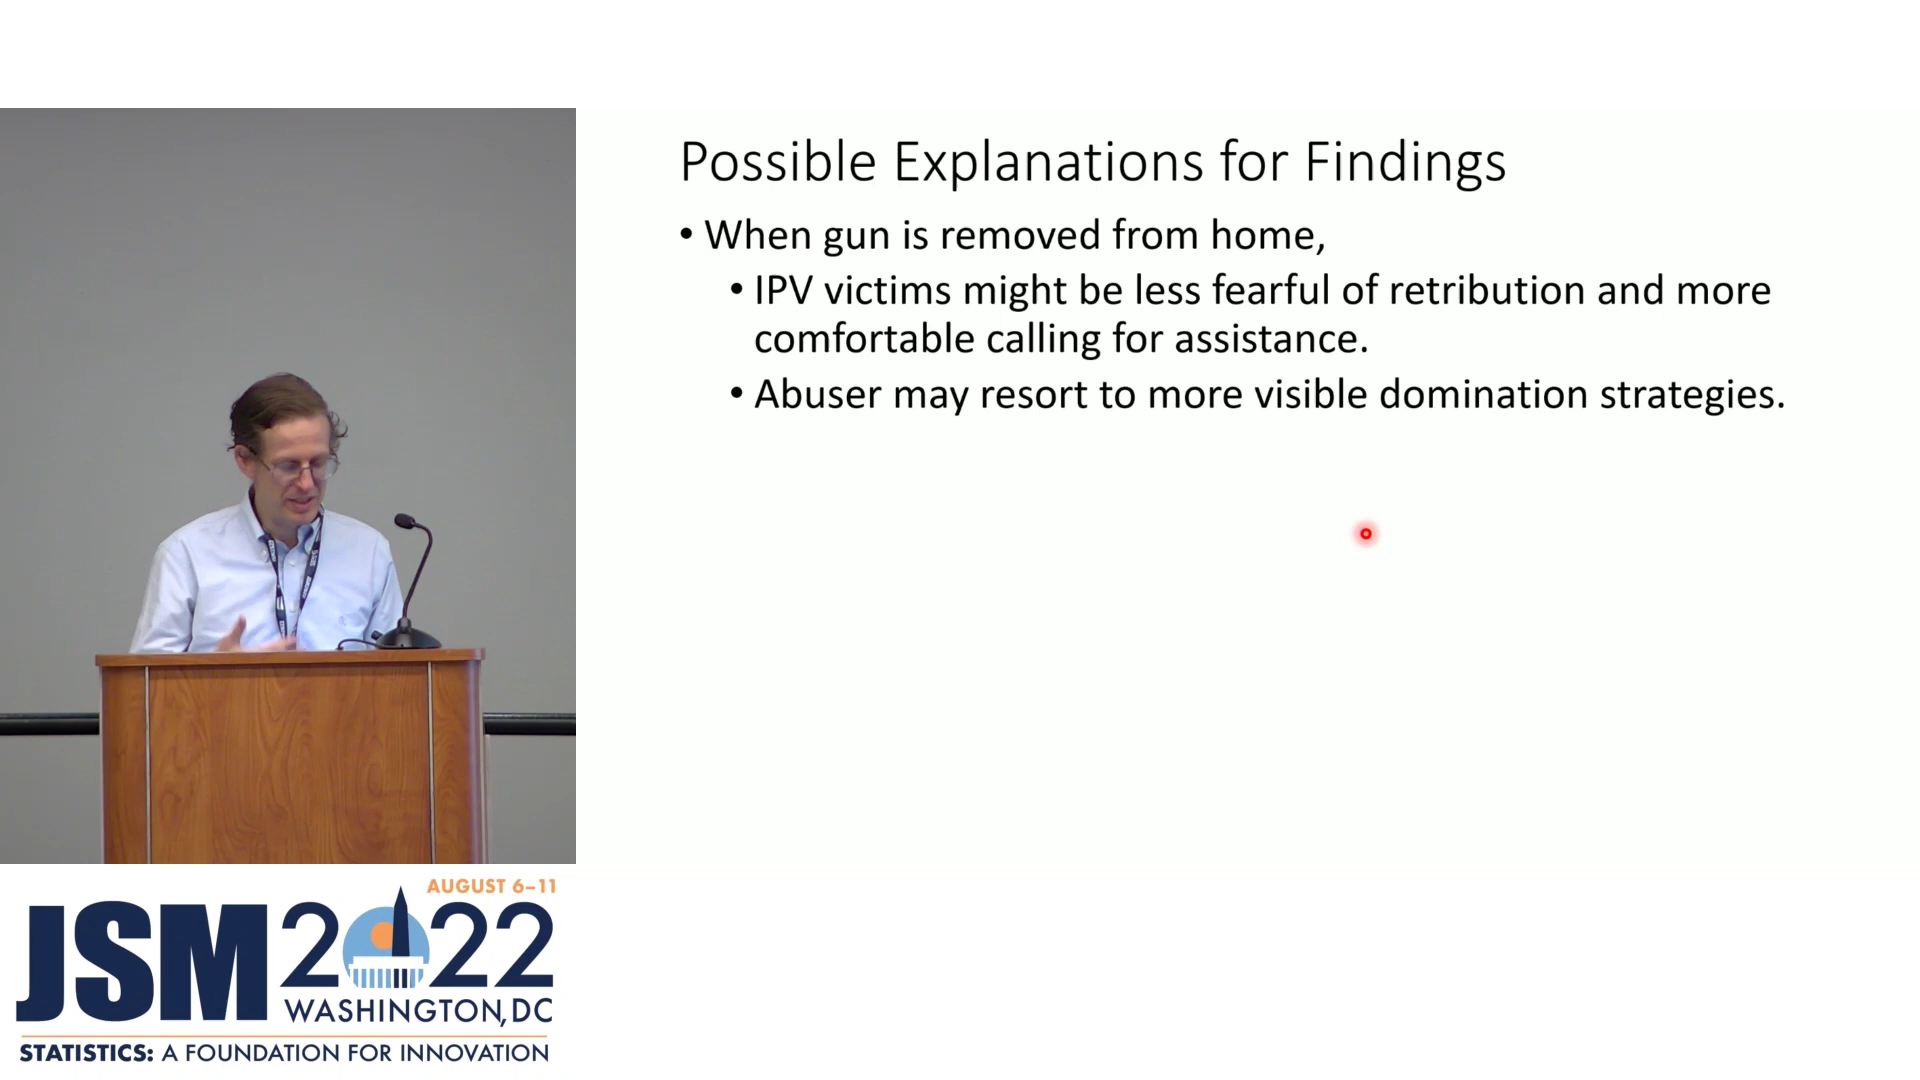 Possible Explanations for Findings
• When gun is removed from home,
• IPV victims might be less fearful of retribution and more
comfortable calling for assistance.
• Abuser may resort to more visible domination strategies.
AUGUST 6–11
JSM 2022
WASHINGTON, DC
STATISTICS: A FOUNDATION FOR INNOVATION